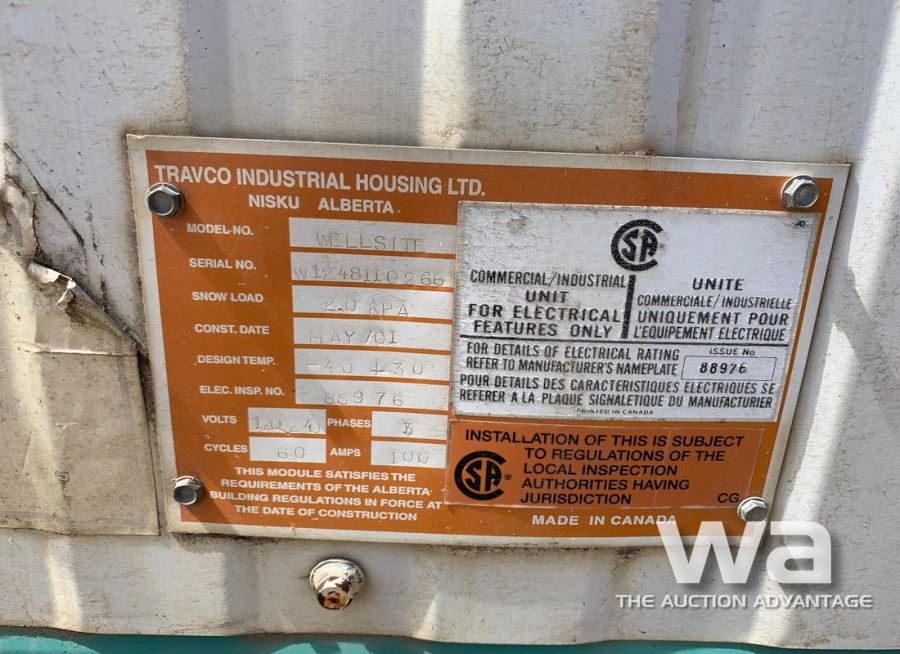 TRAVCO INDUSTRIAL HOUSING LTD.
NISKU ALBERTA
MODEL-NO. WELLSITE
SERIAL NO. W1248110266
SNOW LOAD 2.0 KPA
CONST. DATE MAY/01
DESIGN TEMP. -40 +30
ELEC. INSP. NO. 88976
VOLTS PHASES
CYCLES 60 AMPS 100
THIS MODULE SATISFIES THE
REQUIREMENTS OF THE ALBERTA
BUILDING REGULATIONS IN FORCE AT
THE DATE OF CONSTRUCTION
COMMERCIAL/INDUSTRIAL
UNIT
FOR ELECTRICAL
FEATURES ONLY
UNITE
COMMERCIALE/INDUSTRIELLE
UNIQUEMENT POUR
L'EQUIPEMENT ELECTRIQUE
FOR DETAILS OF ELECTRICAL RATING
REFER TO MANUFACTURER'S NAMEPLATE
ISSUE No.
88976
POUR DETAILS DES CARACTERISTIQUES ELECTRIQUES SE
REFERER A LA PLAQUE SIGNALETIQUE DU MANUFACTURIER
PRINTED IN CANADA
INSTALLATION OF THIS IS SUBJECT
TO REGULATIONS OF THE
LOCAL INSPECTION
AUTHORITIES HAVING
JURISDICTION CG
MADE IN CANADA
wa
THE AUCTION ADVANTAGE